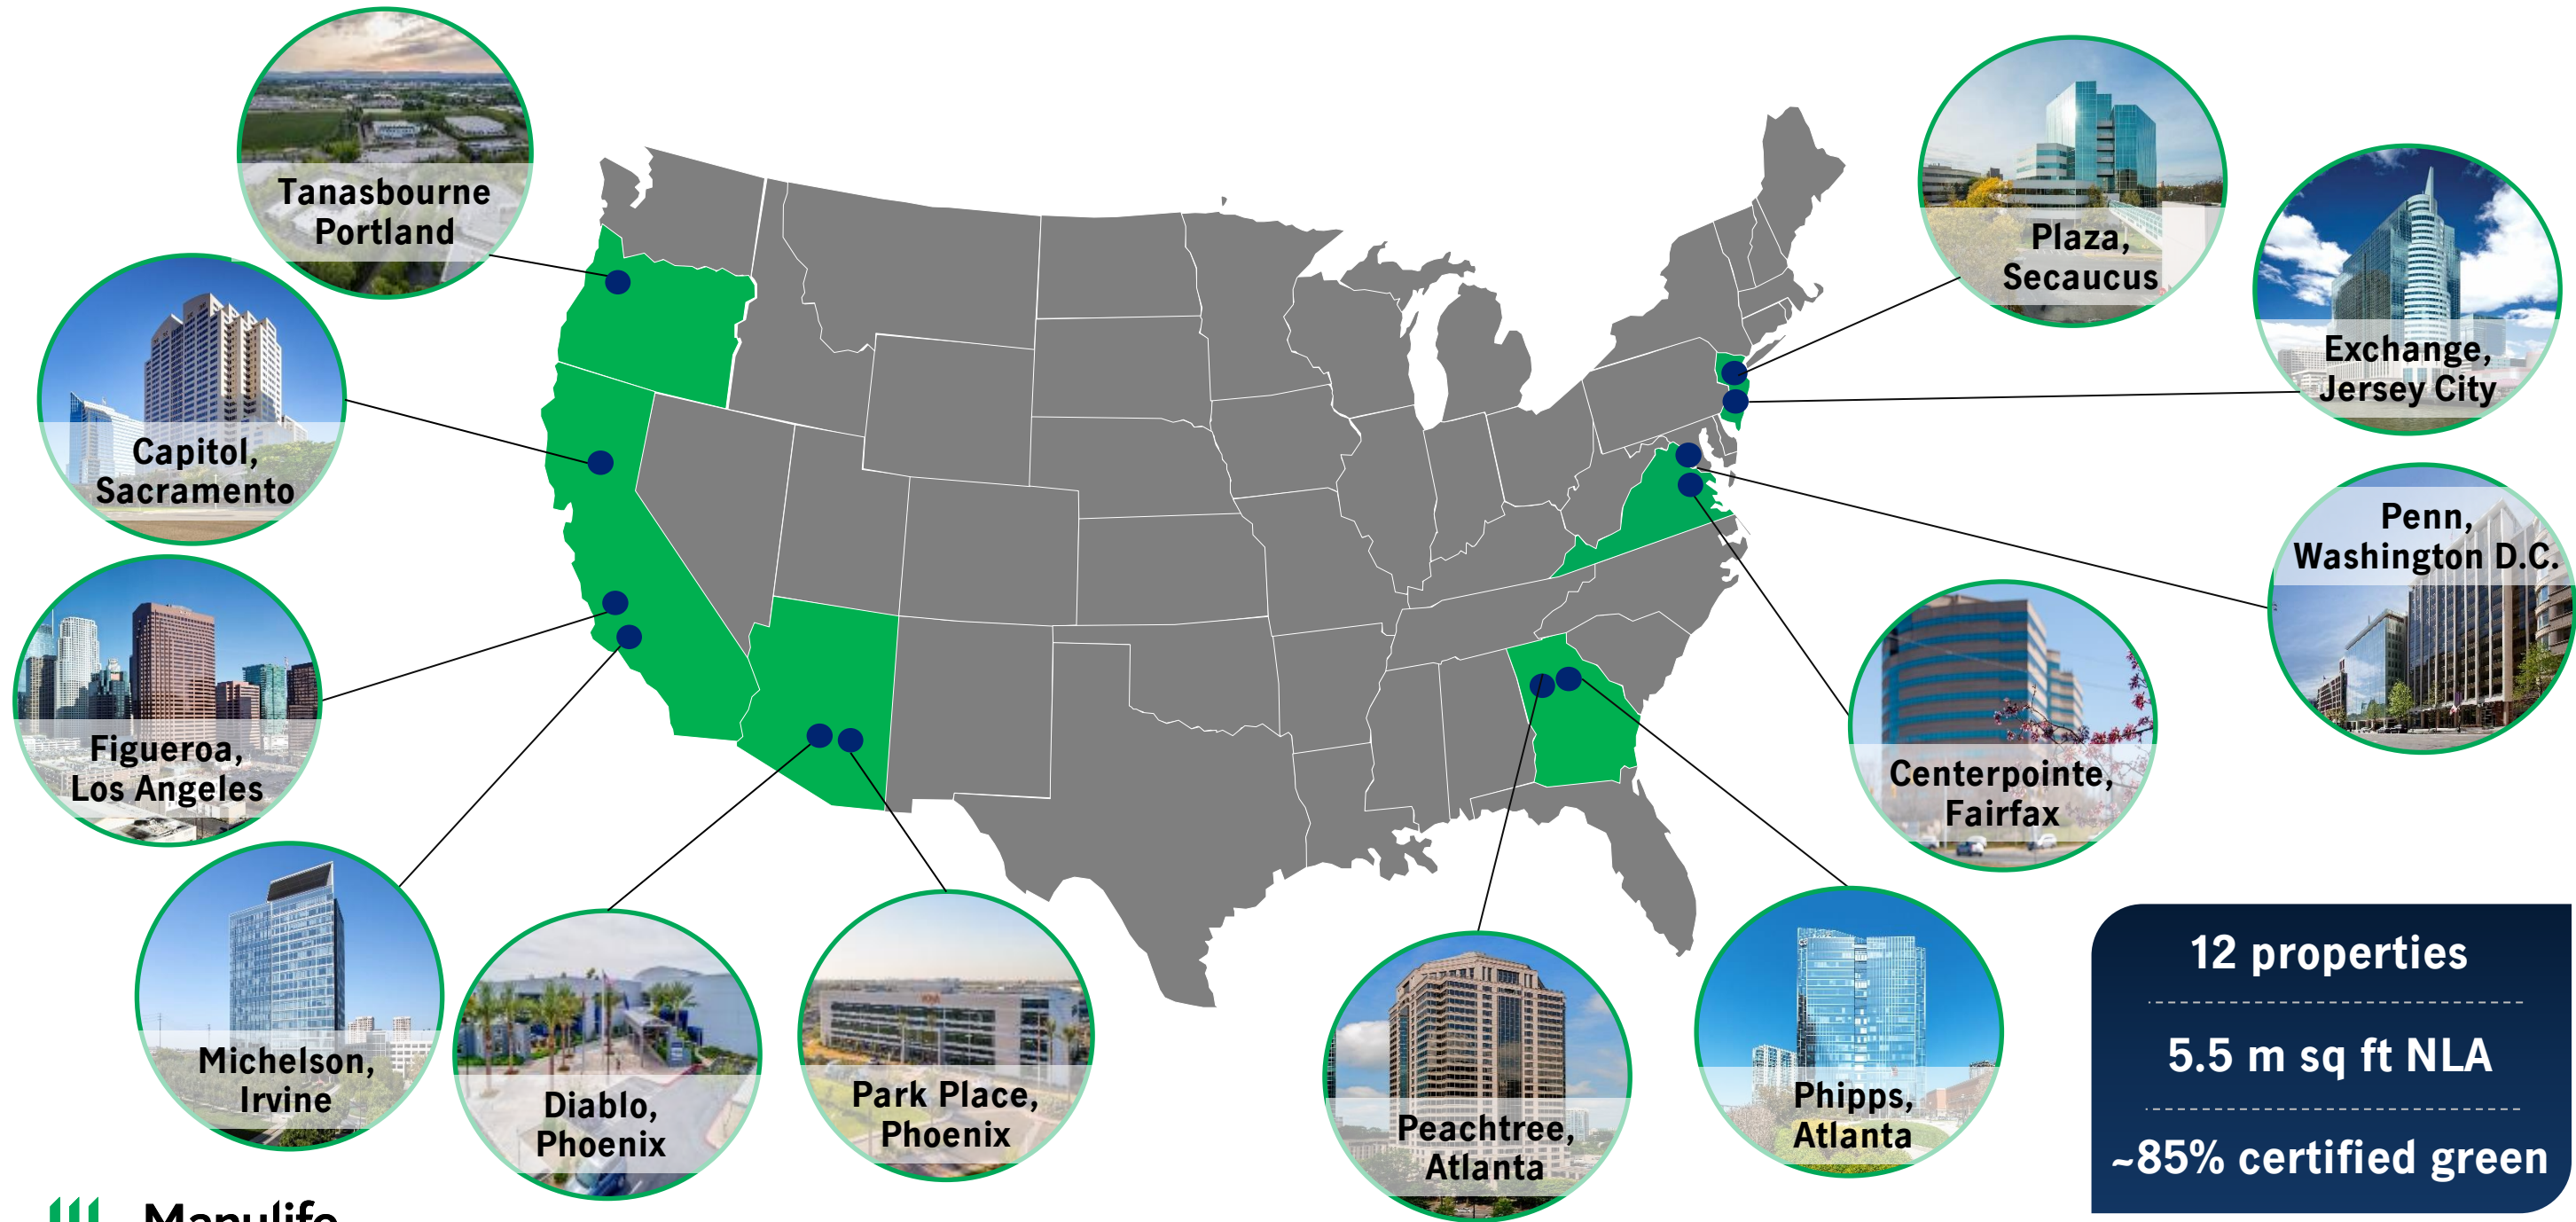 Tanasbourne
Portland
Plaza,
Secaucus
Exchange,
Jersey City
Capitol,
Sacramento
Penn,
Washington D.C.
Figueroa,
Los Angeles
Centerpointe,
Fairfax
Michelson,
Irvine
Diablo,
Phoenix
Park Place,
Phoenix
Peachtree,
Atlanta
Phipps,
Atlanta
12 properties
5.5 m sq ft NLA
~85% certified green
Manulife